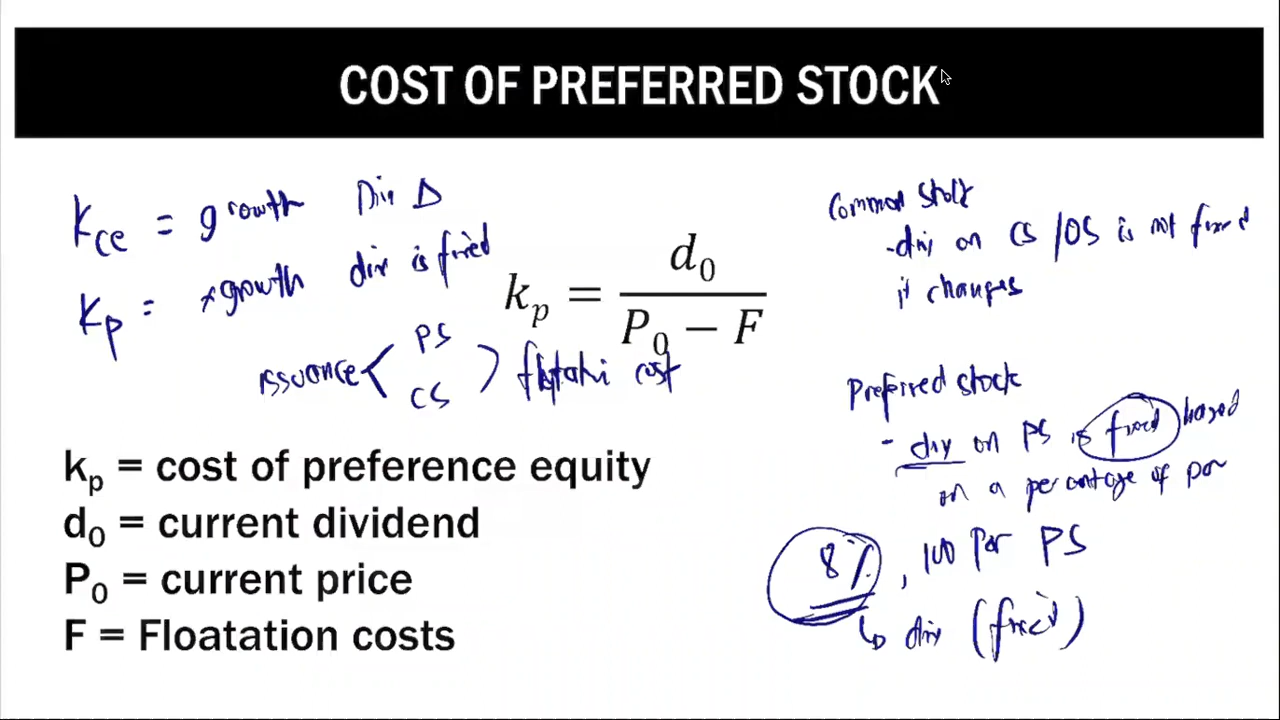 COST OF PREFERRED STOCK
kce = growth Div Δ
kp = xgrowth div is fixed
issuance < PS CS ) flotatn cost
kp = d0 / P0 − F
kp = cost of preference equity
d0 = current dividend
P0 = current price
F = Floatation costs
Common Stock
-div on CS /OS is not fixed
it changes
Preferred stock
- div on PS is fixed based
on a percentage of par
8%, 100 Par PS
↳ div (fixed)